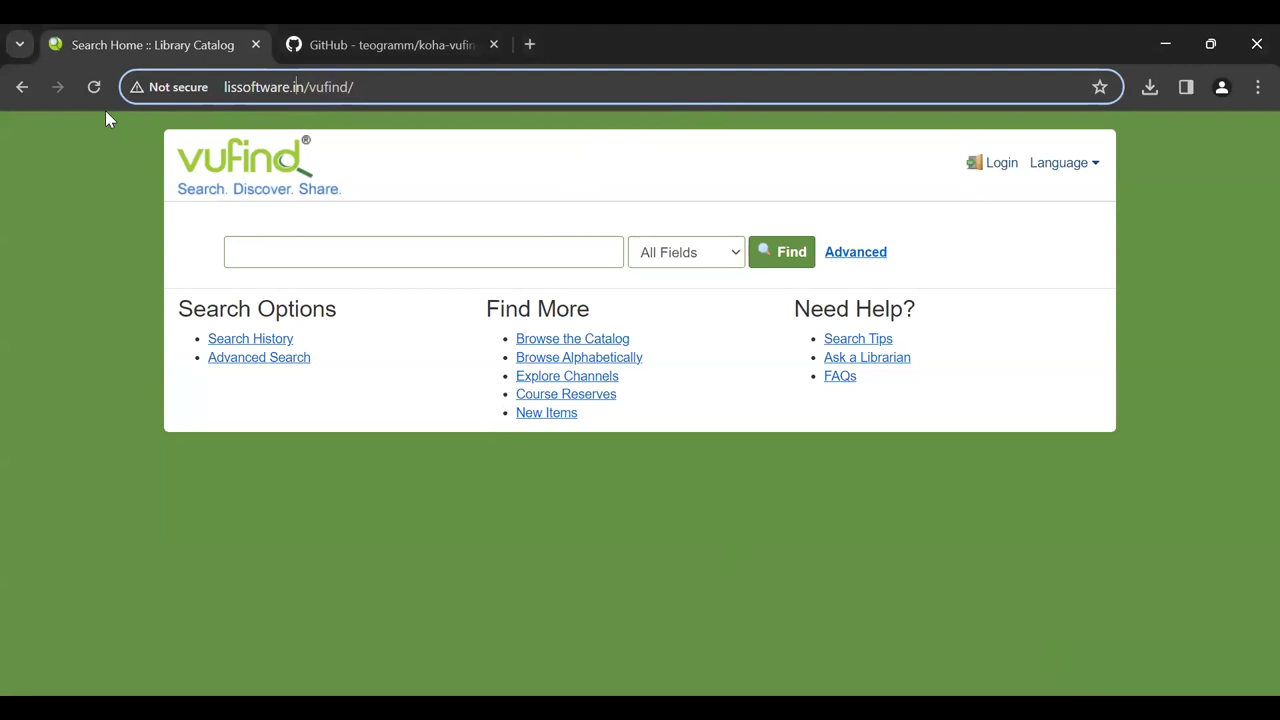 Search Home :: Library Catalog
GitHub - teogramm/koha-vufin
Not secure
lissoftware.in/vufind/
vufind®
Search. Discover. Share.
Login
Language
All Fields
Find
Advanced
Search Options
Search History
Advanced Search
Find More
Browse the Catalog
Browse Alphabetically
Explore Channels
Course Reserves
New Items
Need Help?
Search Tips
Ask a Librarian
FAQs